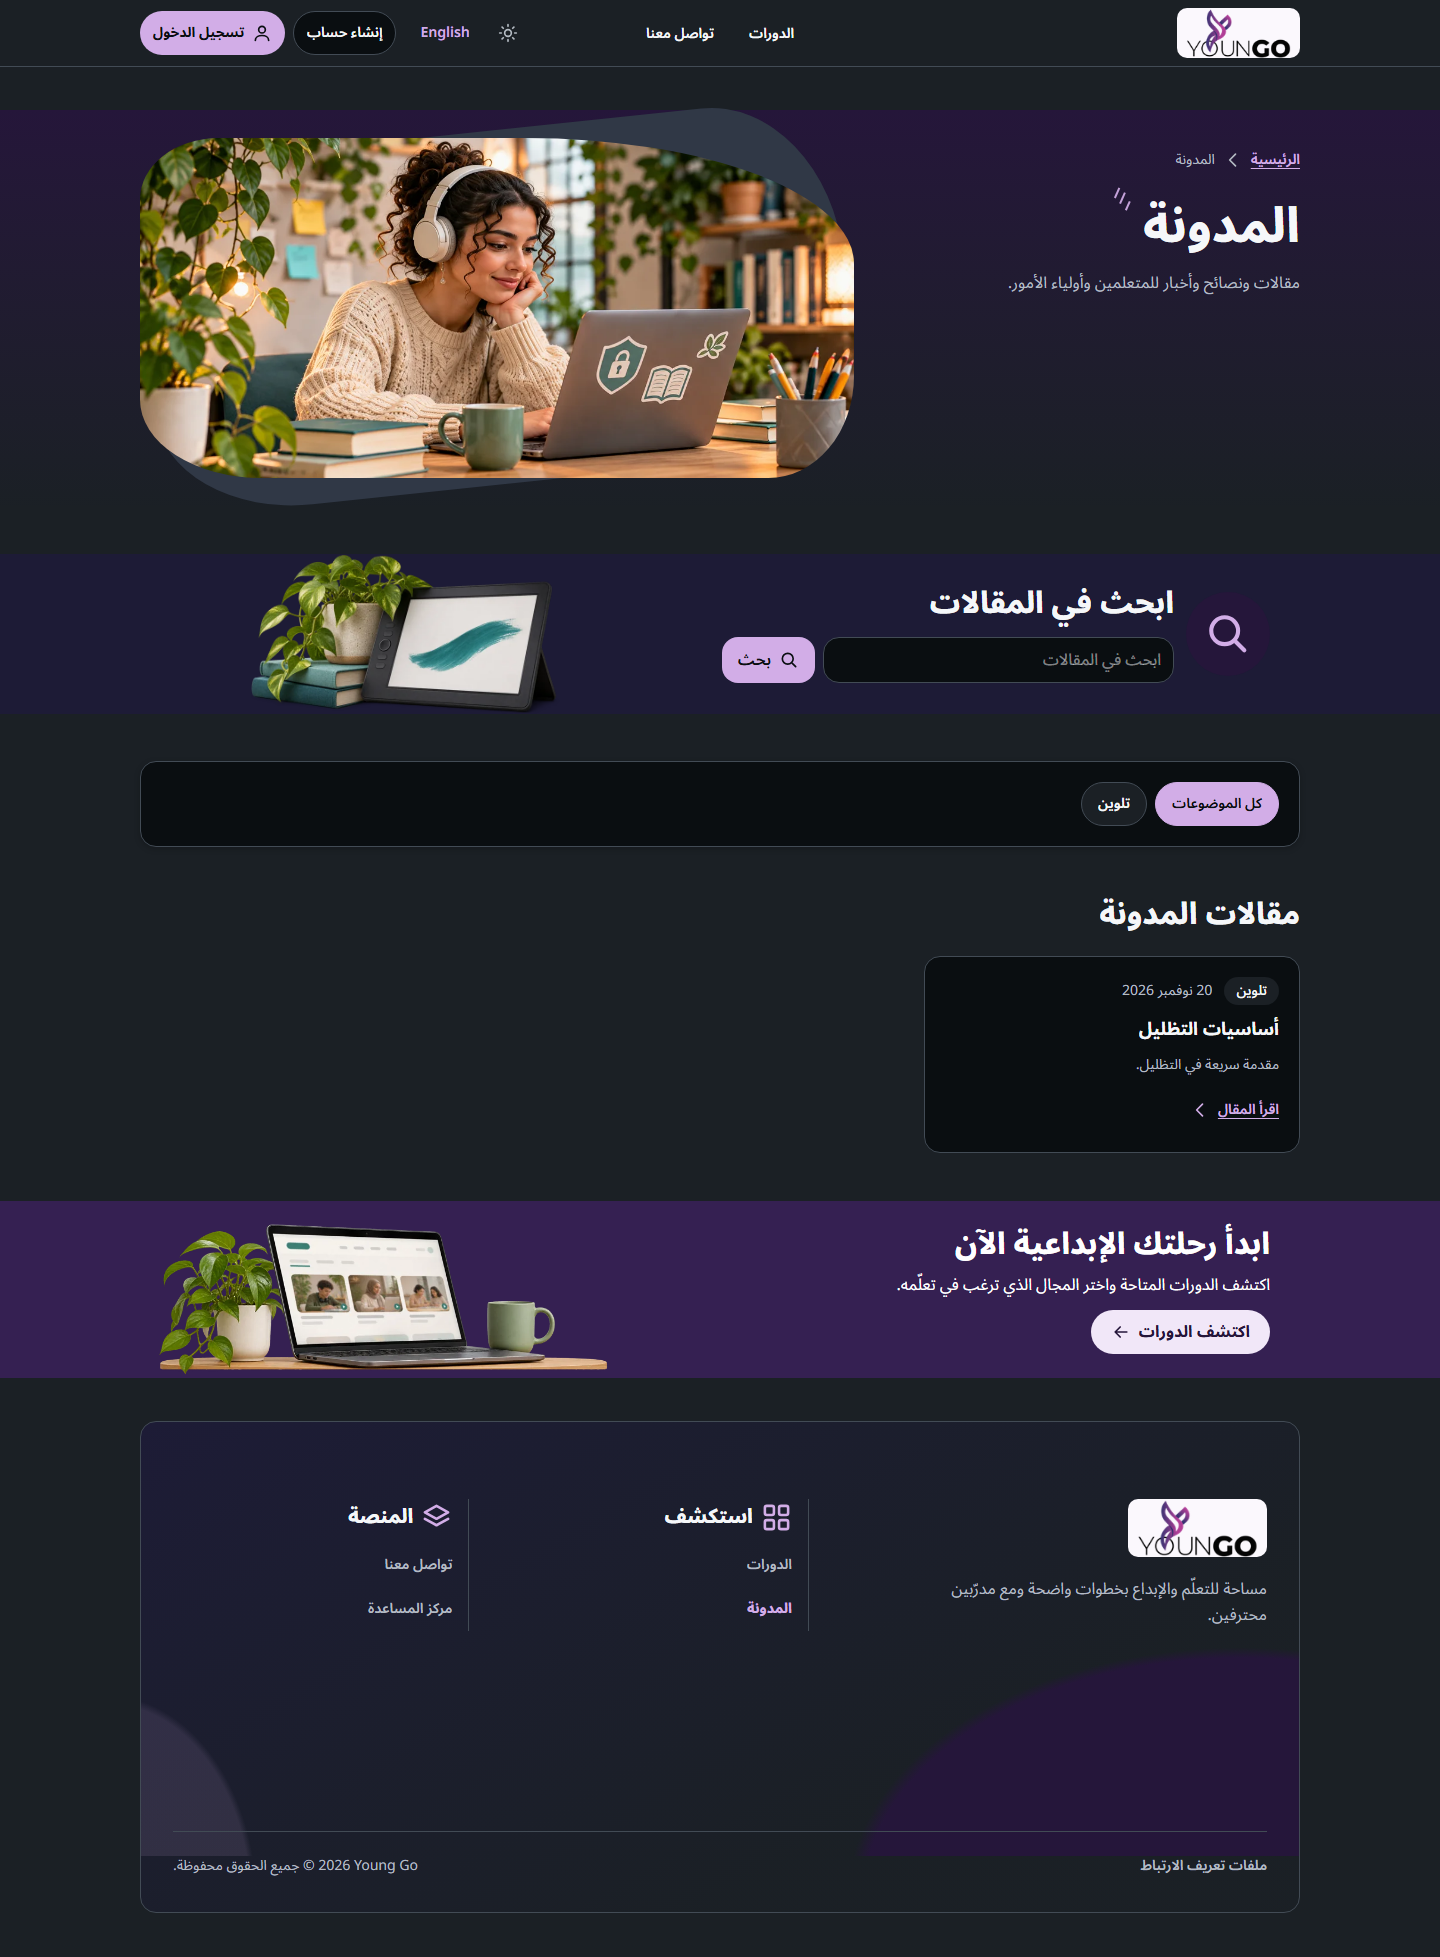 YOUNGO
الدورات
تواصل معنا
English
إنشاء حساب
تسجيل الدخول
الرئيسية
المدونة
المدونة
مقالات ونصائح وأخبار للمتعلمين وأولياء الأمور.
ابحث في المقالات
ابحث في المقالات
بحث
كل الموضوعات
تلوين
مقالات المدونة
تلوين
20 نوفمبر 2026
أساسيات التظليل
مقدمة سريعة في التظليل.
اقرأ المقال
ابدأ رحلتك الإبداعية الآن
اكتشف الدورات المتاحة واختر المجال الذي ترغب في تعلّمه.
اكتشف الدورات
YOUNGO
مساحة للتعلّم والإبداع بخطوات واضحة ومع مدرّبين
محترفين.
استكشف
الدورات
المدونة
المنصة
تواصل معنا
مركز المساعدة
ملفات تعريف الارتباط
Young Go 2026 © جميع الحقوق محفوظة.